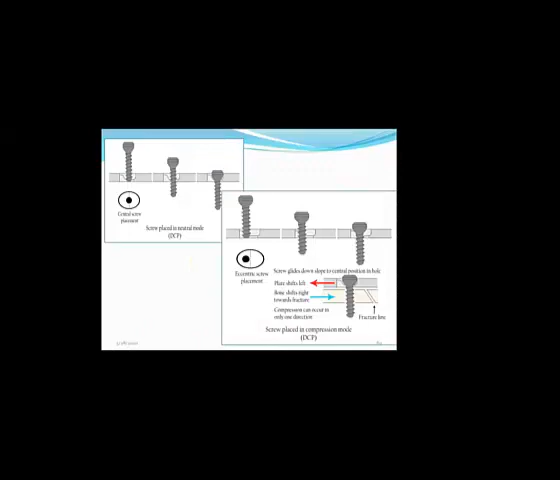 Central screw
placement
Screw placed in neutral mode
(DCP)
Eccentric screw
placement
Screw glides down slope to central position in hole
Plate shifts left
Bone shifts right
towards fracture
Compression can occur in
only one direction
Fracture line
Screw placed in compression mode
(DCP)